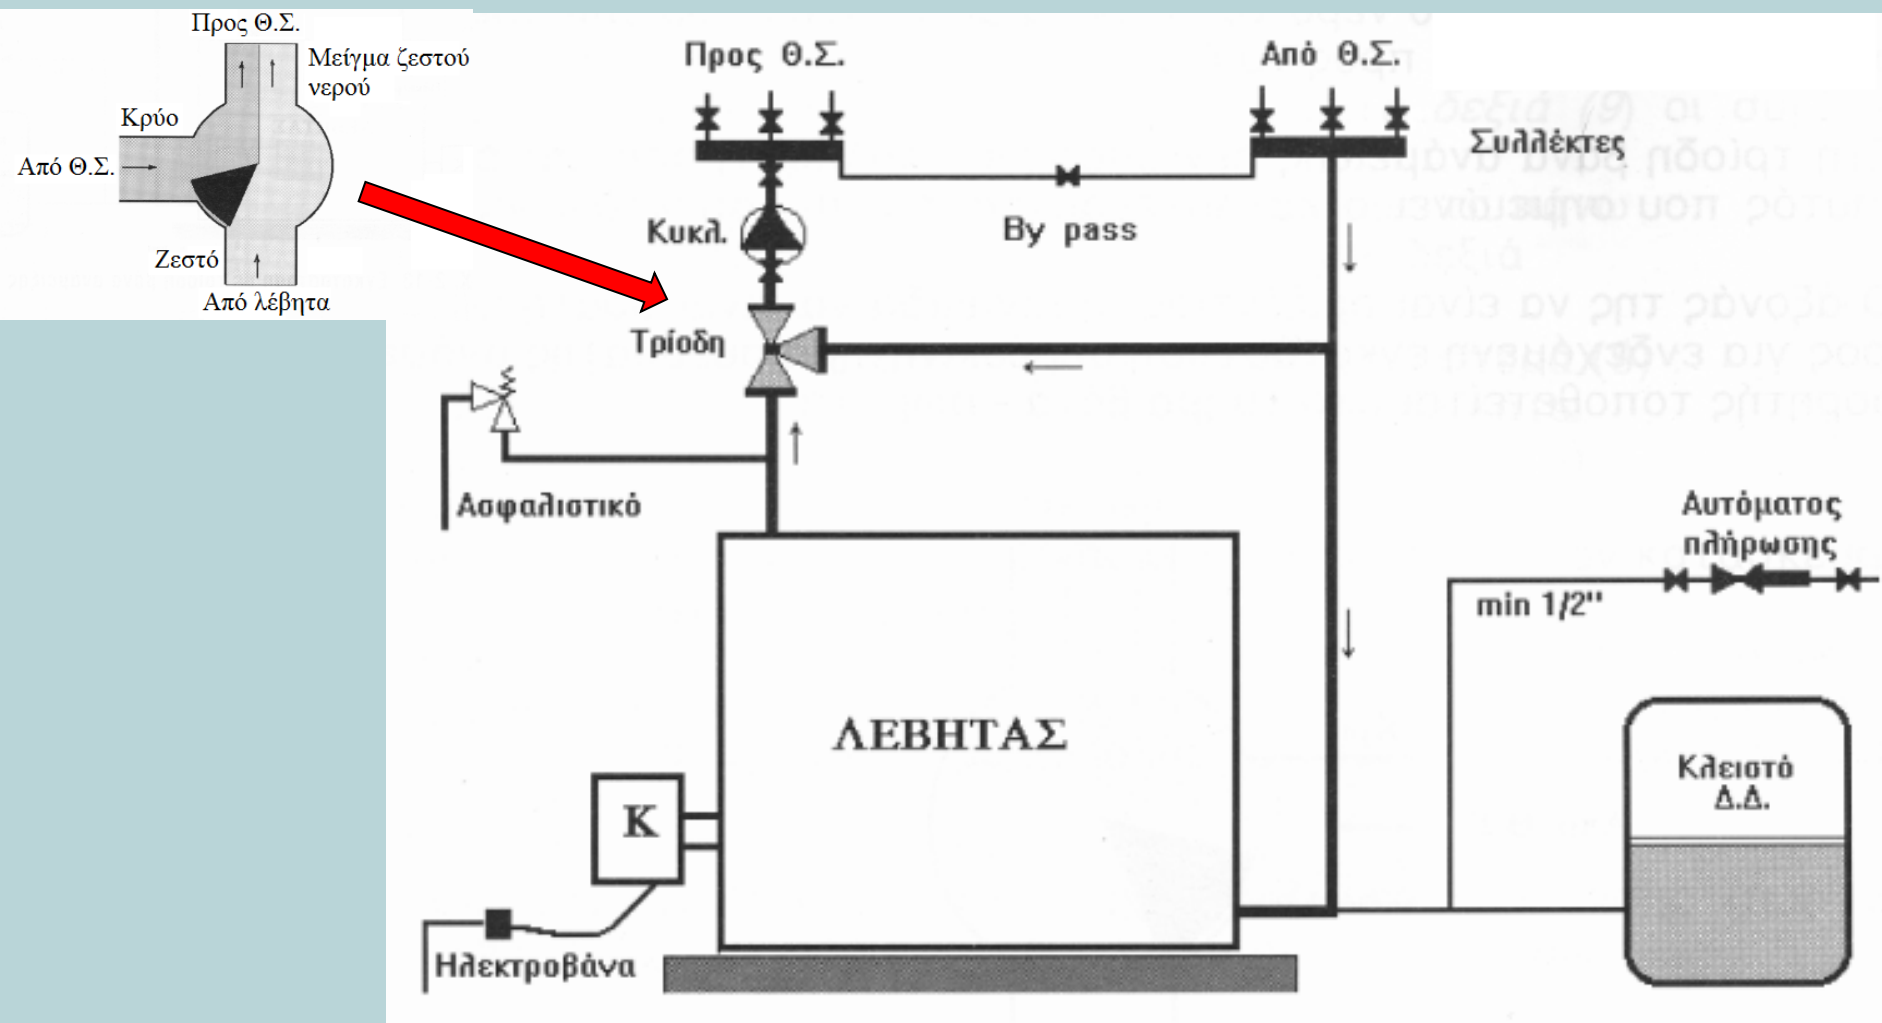 Προς Θ.Σ.
Μείγμα ζεστού
νερού
Κρύο
Από Θ.Σ.
Ζεστό
Από λέβητα
Προς Θ.Σ.
Από Θ.Σ.
Συλλέκτες
Κυκλ.
By pass
Τρίοδη
Ασφαλιστικό
Αυτόματος
πλήρωσης
min 1/2"
ΛΕΒΗΤΑΣ
Κλειστό
Δ.Δ.
Κ
Ηλεκτροβάνα